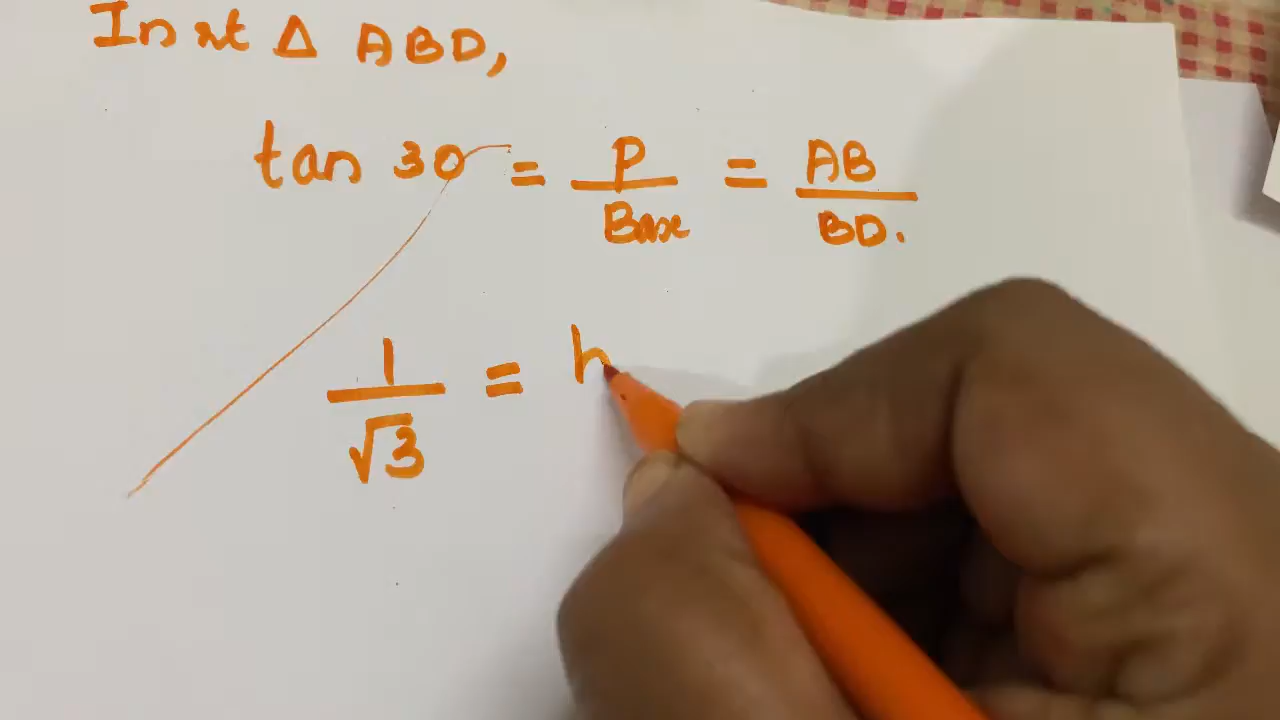 In rt Δ ABD,
tan 30 = P/Base = AB/BD.
1/√3 = h